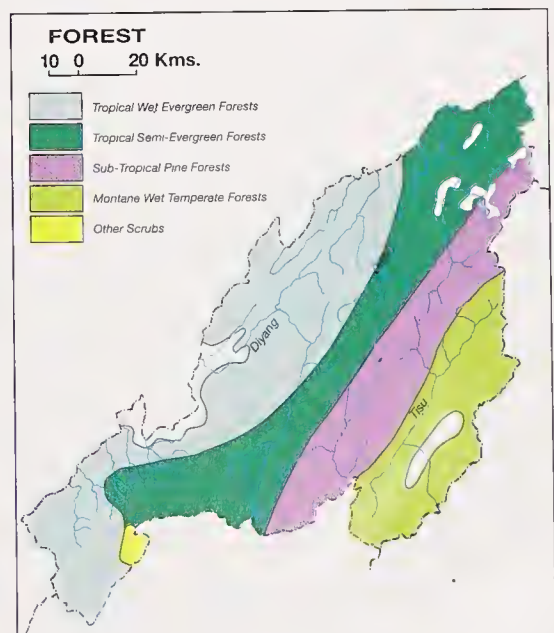 FOREST
10 0 20 Kms.
Tropical Wet Evergreen Forests
Tropical Semi-Evergreen Forests
Sub-Tropical Pine Forests
Montane Wet Temperate Forests
Other Scrubs
Diyang
Tisu